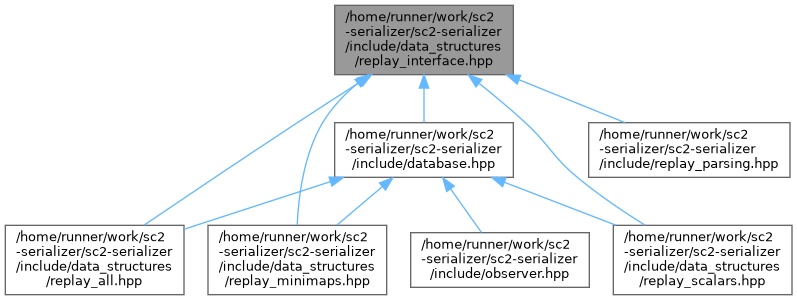 /home/runner/work/sc2
-serializer/sc2-serializer
/include/data_structures
/replay_interface.hpp
/home/runner/work/sc2
-serializer/sc2-serializer
/include/database.hpp
/home/runner/work/sc2
-serializer/sc2-serializer
/include/replay_parsing.hpp
/home/runner/work/sc2
-serializer/sc2-serializer
/include/data_structures
/replay_all.hpp
/home/runner/work/sc2
-serializer/sc2-serializer
/include/data_structures
/replay_minimaps.hpp
/home/runner/work/sc2
-serializer/sc2-serializer
/include/observer.hpp
/home/runner/work/sc2
-serializer/sc2-serializer
/include/data_structures
/replay_scalars.hpp